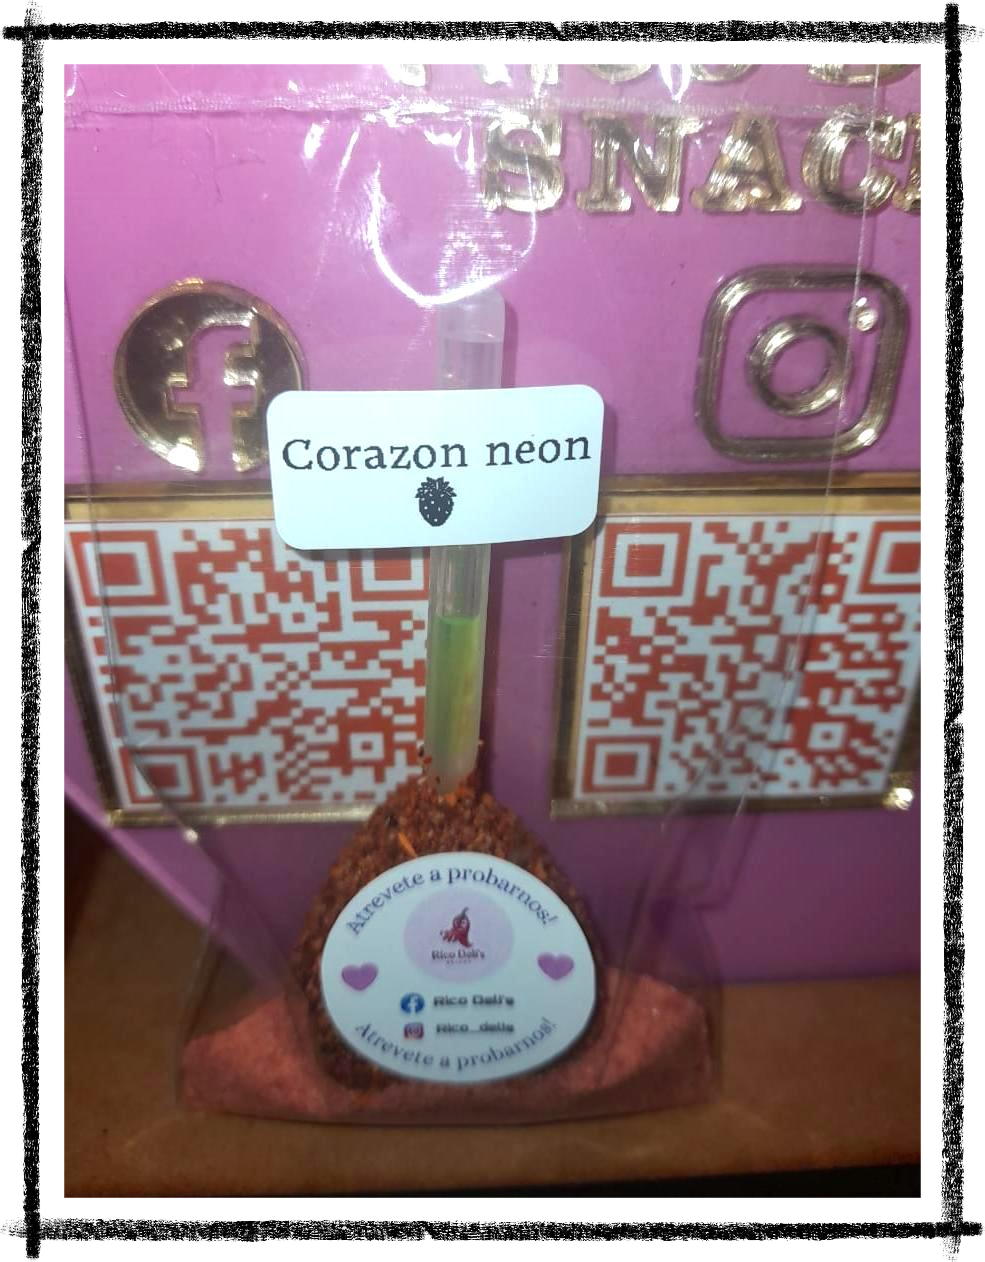 SNAC
Corazon neon
Atrevete a probarnos!
Rico Deli's
Rico Deli's
Rico_delis
Atrevete a probarnos!